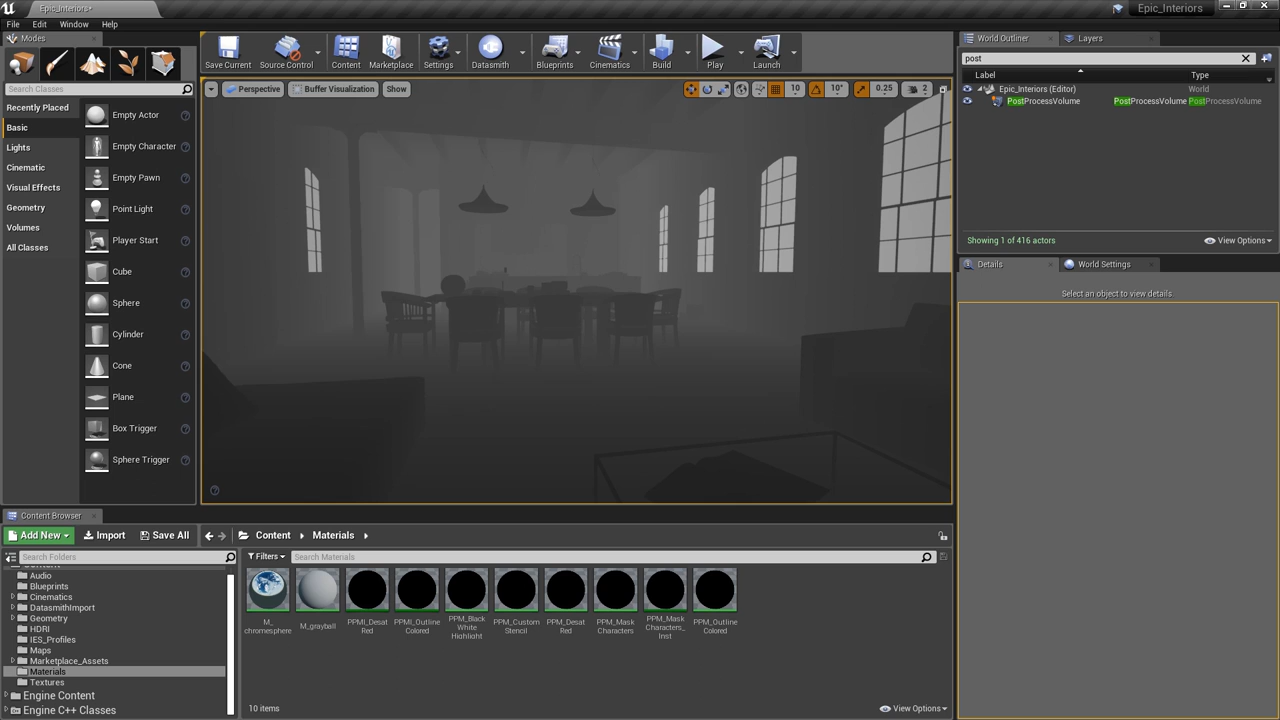 Epic_Interiors*
Epic_Interiors
File Edit Window Help
Modes
Search Classes
Recently Placed
Basic
Lights
Cinematic
Visual Effects
Geometry
Volumes
All Classes
Empty Actor
Empty Character
Empty Pawn
Point Light
Player Start
Cube
Sphere
Cylinder
Cone
Plane
Box Trigger
Sphere Trigger
Save Current Source Control Content Marketplace Settings Datasmith Blueprints Cinematics Build Play Launch
Perspective Buffer Visualization Show 10 10° 0.25 2
World Outliner Layers
post
Label Type
Epic_Interiors (Editor) World
PostProcessVolume PostProcessVolume PostProcessVolume
Showing 1 of 416 actors View Options
Details World Settings
Select an object to view details.
Content Browser
Add New Import Save All Content Materials
Search Folders
Filters Search Materials
Content
Audio
Blueprints
Cinematics
DatasmithImport
Geometry
HDRI
IES_Profiles
Maps
Marketplace_Assets
Materials
Textures
Engine Content
Engine C++ Classes
M_
chromesphere
M_grayball
PPMI_Desat
Red
PPMI_Outline
Colored
PPM_Black
White
Highlight
PPM_Custom
Stencil
PPM_Desat
Red
PPM_Mask
Characters
PPM_Mask
Characters_
Inst
PPM_Outline
Colored
10 items View Options